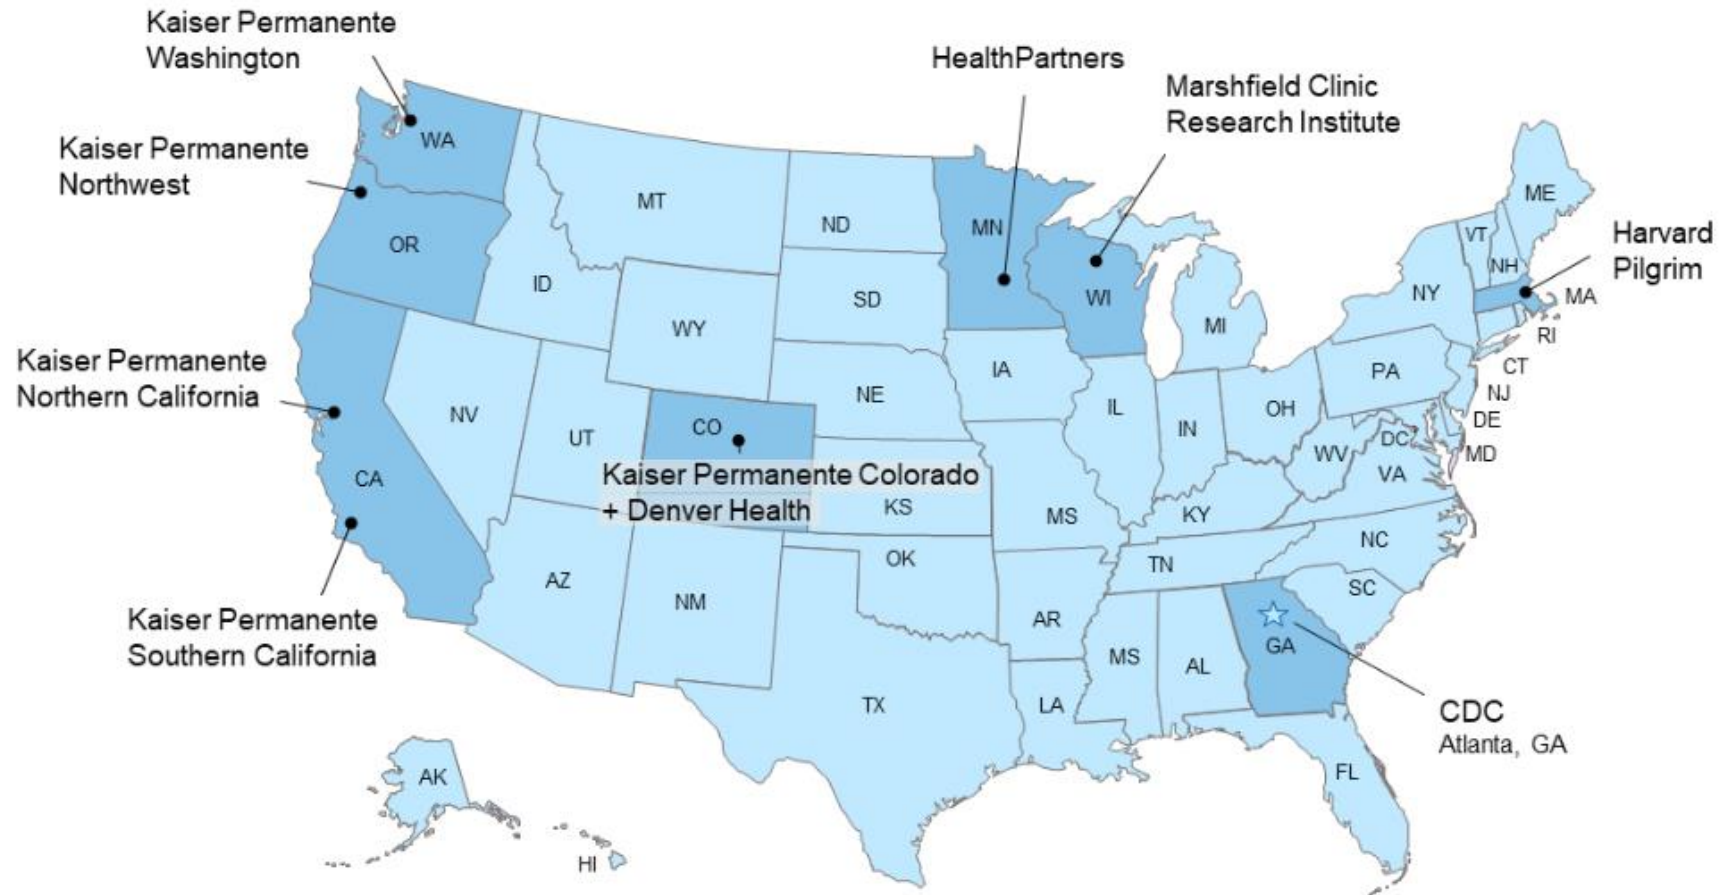 Kaiser Permanente
Washington
HealthPartners
Marshfield Clinic
Research Institute
Kaiser Permanente
Northwest
Harvard
Pilgrim
Kaiser Permanente
Northern California
Kaiser Permanente Colorado
+ Denver Health
Kaiser Permanente
Southern California
CDC
Atlanta, GA
WA
OR
CA
NV
ID
MT
WY
UT
CO
AZ
NM
ND
SD
NE
KS
OK
TX
MN
IA
MS
AR
LA
WI
IL
MI
IN
OH
KY
TN
MS
AL
GA
FL
SC
NC
VA
WV
DC
MD
DE
NJ
PA
NY
CT
RI
MA
VT
NH
ME
AK
HI